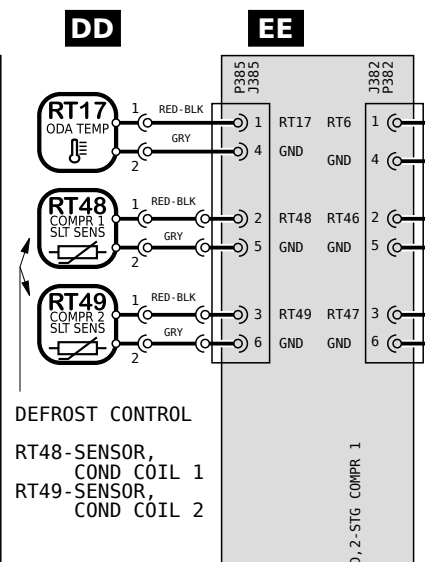 DD EE
P385
J385
J382
P382
RT17
ODA TEMP
1 RED-BLK
GRY
2
1 RT17 RT6 1
4 GND GND 4
RT48
COMPR 1
SLT SENS
1 RED-BLK
GRY
2
2 RT48 RT46 2
5 GND GND 5
RT49
COMPR 2
SLT SENS
1 RED-BLK
GRY
2
3 RT49 RT47 3
6 GND GND 6
DEFROST CONTROL
RT48-SENSOR,
COND COIL 1
RT49-SENSOR,
COND COIL 2
,2-STG COMPR 1